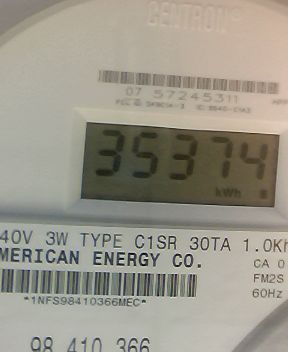 CENTRON®
07 57245311
35374
kWh
40V 3W TYPE C1SR 30TA 1.0Kh
MERICAN ENERGY CO.
CA 0
FM2S
60Hz
*1NFS98410366MEC*
98 410 366